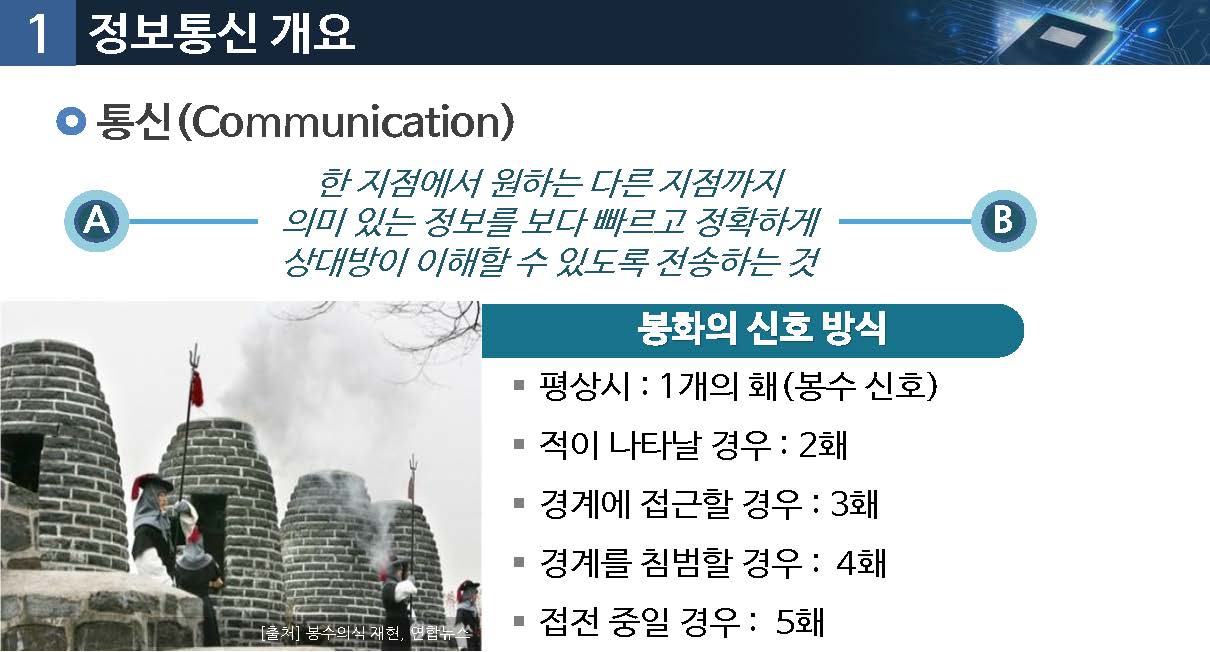 1 정보통신 개요
통신(Communication)
한 지점에서 원하는 다른 지점까지
A 의미 있는 정보를 보다 빠르고 정확하게 B
상대방이 이해할 수 있도록 전송하는 것
봉화의 신호 방식
▪ 평상시 : 1개의 홰(봉수 신호)
▪ 적이 나타날 경우 : 2홰
▪ 경계에 접근할 경우 : 3홰
▪ 경계를 침범할 경우 : 4홰
▪ 접전 중일 경우 : 5홰
[출처] 봉수의식 재현, 연합뉴스